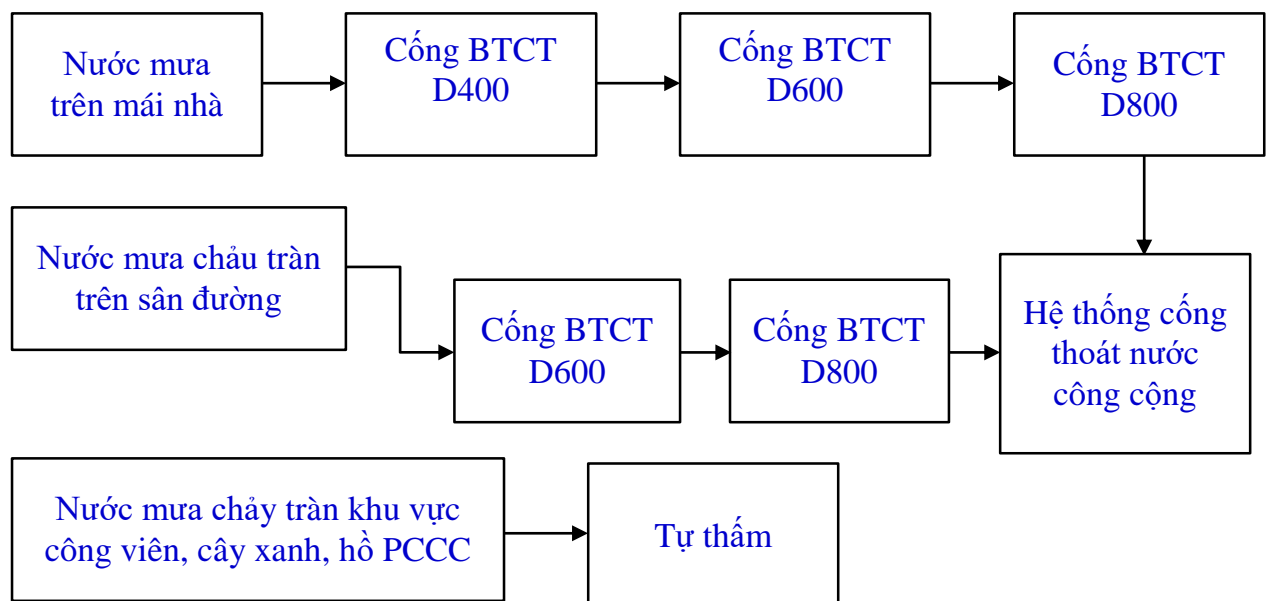 Nước mưa
trên mái nhà
Cống BTCT
D400
Cống BTCT
D600
Cống BTCT
D800
Nước mưa chảu tràn
trên sân đường
Cống BTCT
D600
Cống BTCT
D800
Hệ thống cống
thoát nước
công cộng
Nước mưa chảy tràn khu vực
công viên, cây xanh, hồ PCCC
Tự thấm